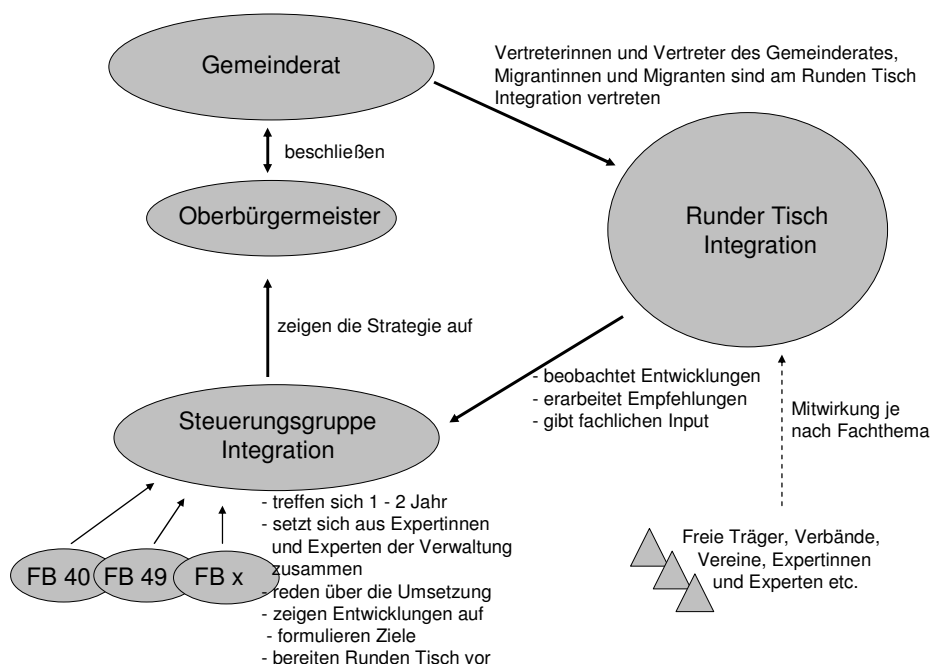 Gemeinderat
Vertreterinnen und Vertreter des Gemeinderates,
Migrantinnen und Migranten sind am Runden Tisch
Integration vertreten
beschließen
Oberbürgermeister
Runder Tisch
Integration
zeigen die Strategie auf
- beobachtet Entwicklungen
- erarbeitet Empfehlungen
- gibt fachlichen Input
Mitwirkung je
nach Fachthema
Steuerungsgruppe
Integration
- treffen sich 1 - 2 Jahr
- setzt sich aus Expertinnen
und Experten der Verwaltung
zusammen
- reden über die Umsetzung
- zeigen Entwicklungen auf
- formulieren Ziele
- bereiten Runden Tisch vor
FB 40
FB 49
FB x
Freie Träger, Verbände,
Vereine, Expertinnen
und Experten etc.